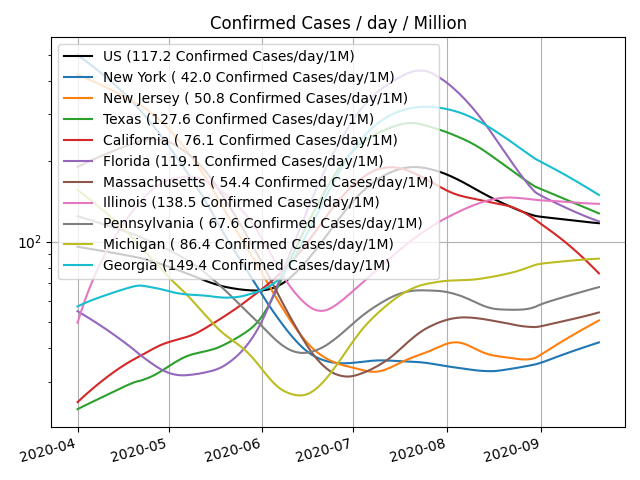 Confirmed Cases / day / Million
US (117.2 Confirmed Cases/day/1M)
New York ( 42.0 Confirmed Cases/day/1M)
New Jersey ( 50.8 Confirmed Cases/day/1M)
Texas (127.6 Confirmed Cases/day/1M)
California ( 76.1 Confirmed Cases/day/1M)
Florida (119.1 Confirmed Cases/day/1M)
Massachusetts ( 54.4 Confirmed Cases/day/1M)
Illinois (138.5 Confirmed Cases/day/1M)
Pennsylvania ( 67.6 Confirmed Cases/day/1M)
Michigan ( 86.4 Confirmed Cases/day/1M)
Georgia (149.4 Confirmed Cases/day/1M)
10²
2020-04 2020-05 2020-06 2020-07 2020-08 2020-09